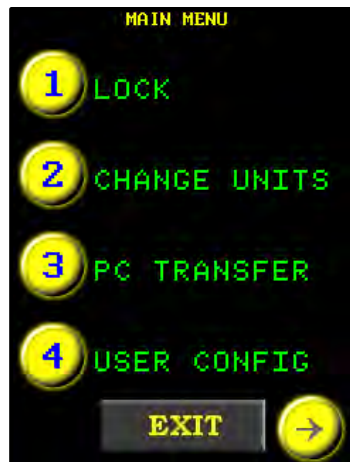 MAIN MENU
1 LOCK
2 CHANGE UNITS
3 PC TRANSFER
4 USER CONFIG
EXIT →